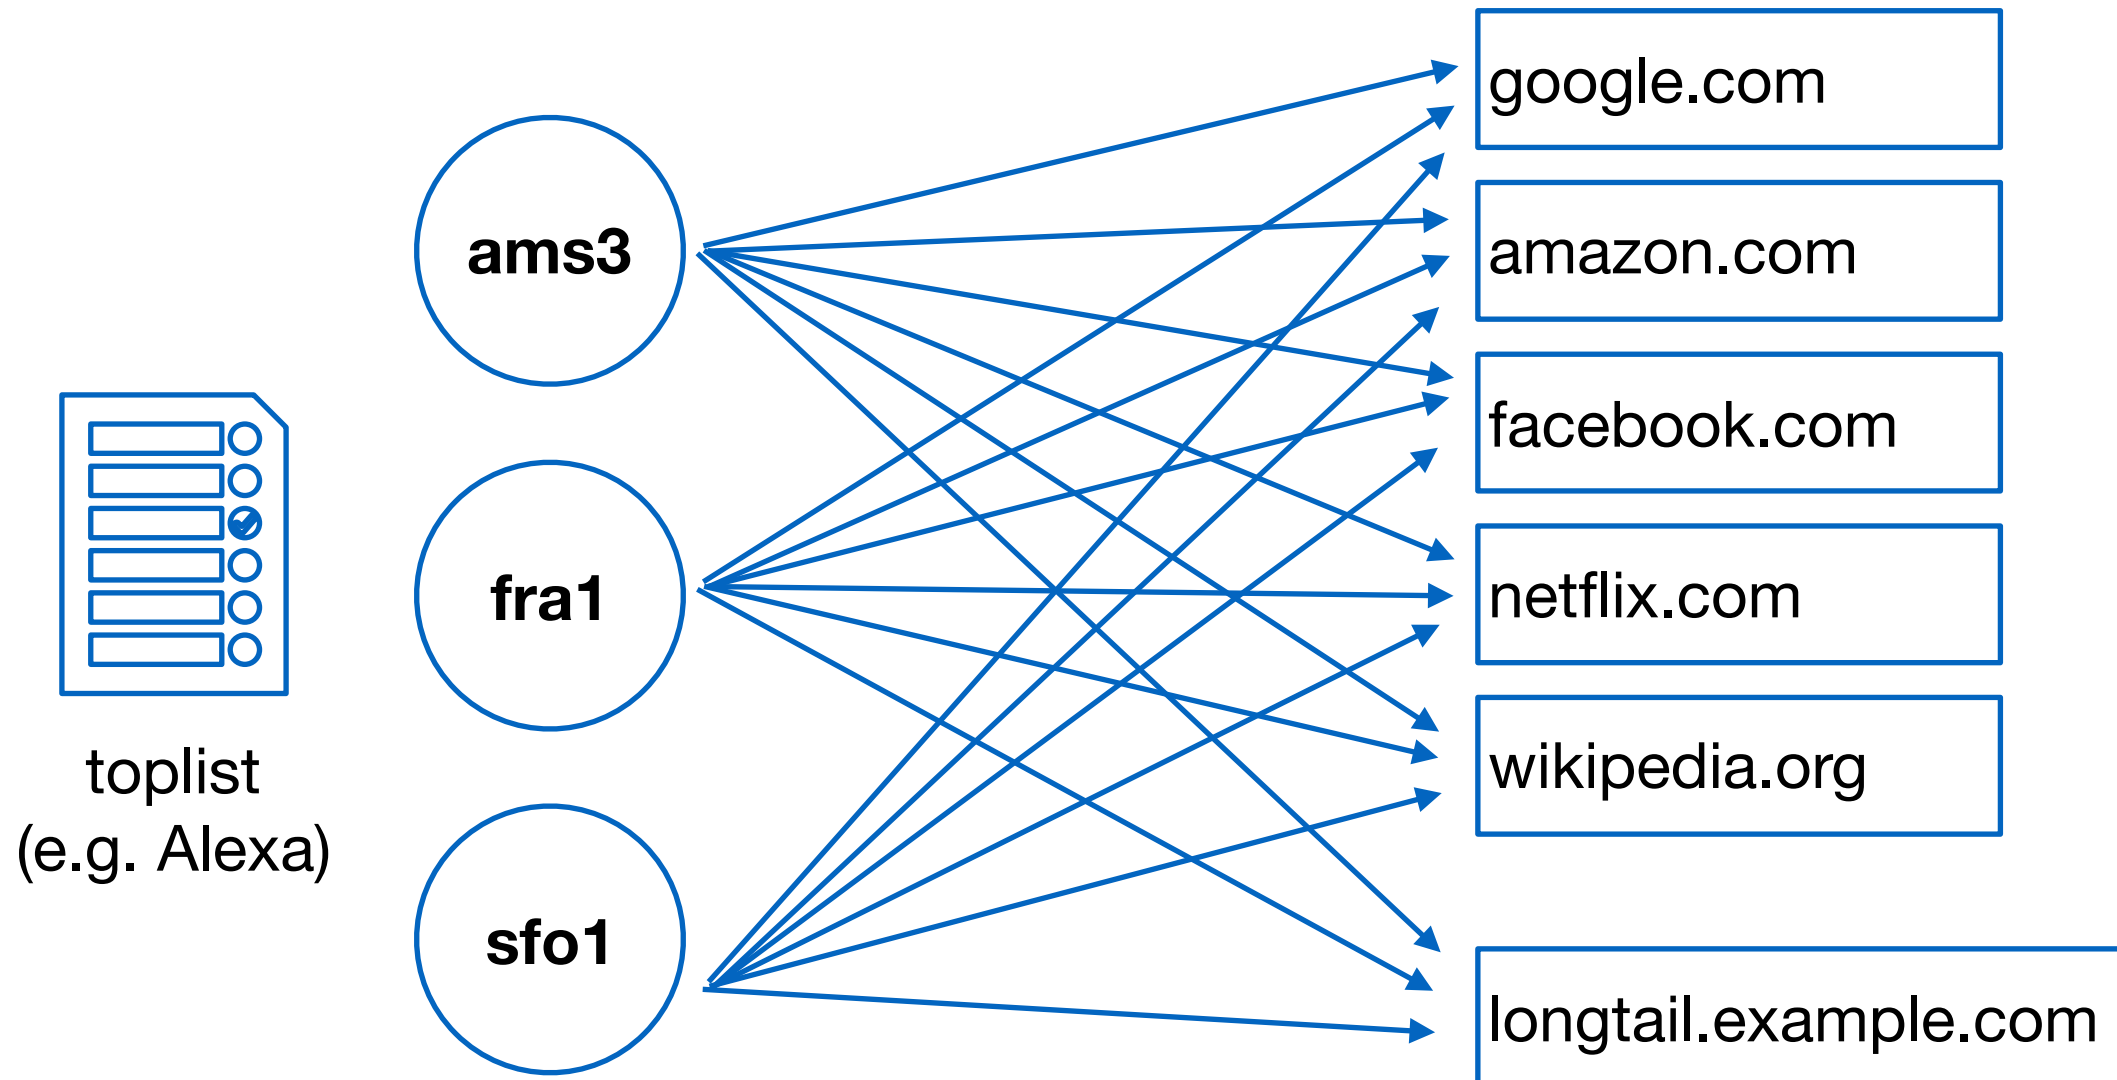 toplist
(e.g. Alexa)
ams3
fra1
sfo1
google.com
amazon.com
facebook.com
netflix.com
wikipedia.org
longtail.example.com